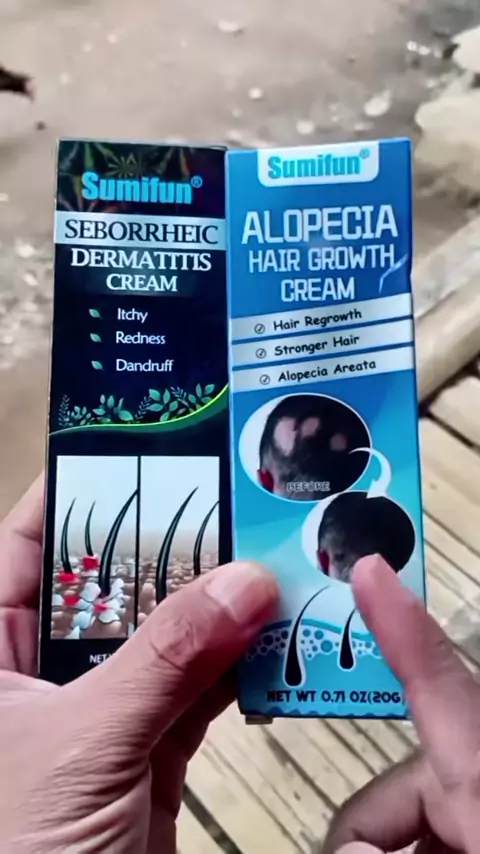 Sumifun®
SEBORRHEIC
DERMATITIS
CREAM
Itchy
Redness
Dandruff
NET
Sumifun®
ALOPECIA
HAIR GROWTH
CREAM
Hair Regrowth
Stronger Hair
Alopecia Areata
BEFORE
NET WT 0.71 OZ(20G)